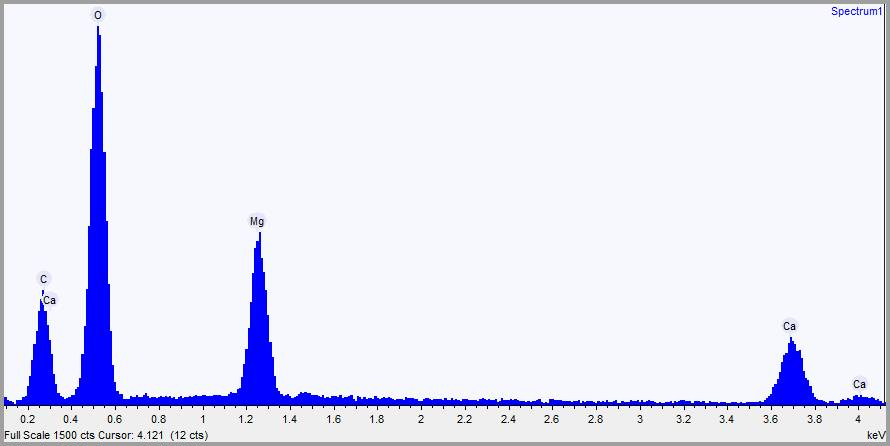 Spectrum1
O
Mg
C
Ca
Ca
Ca
0.2 0.4 0.6 0.8 1 1.2 1.4 1.6 1.8 2 2.2 2.4 2.6 2.8 3 3.2 3.4 3.6 3.8 4
Full Scale 1500 cts Cursor: 4.121 (12 cts) keV